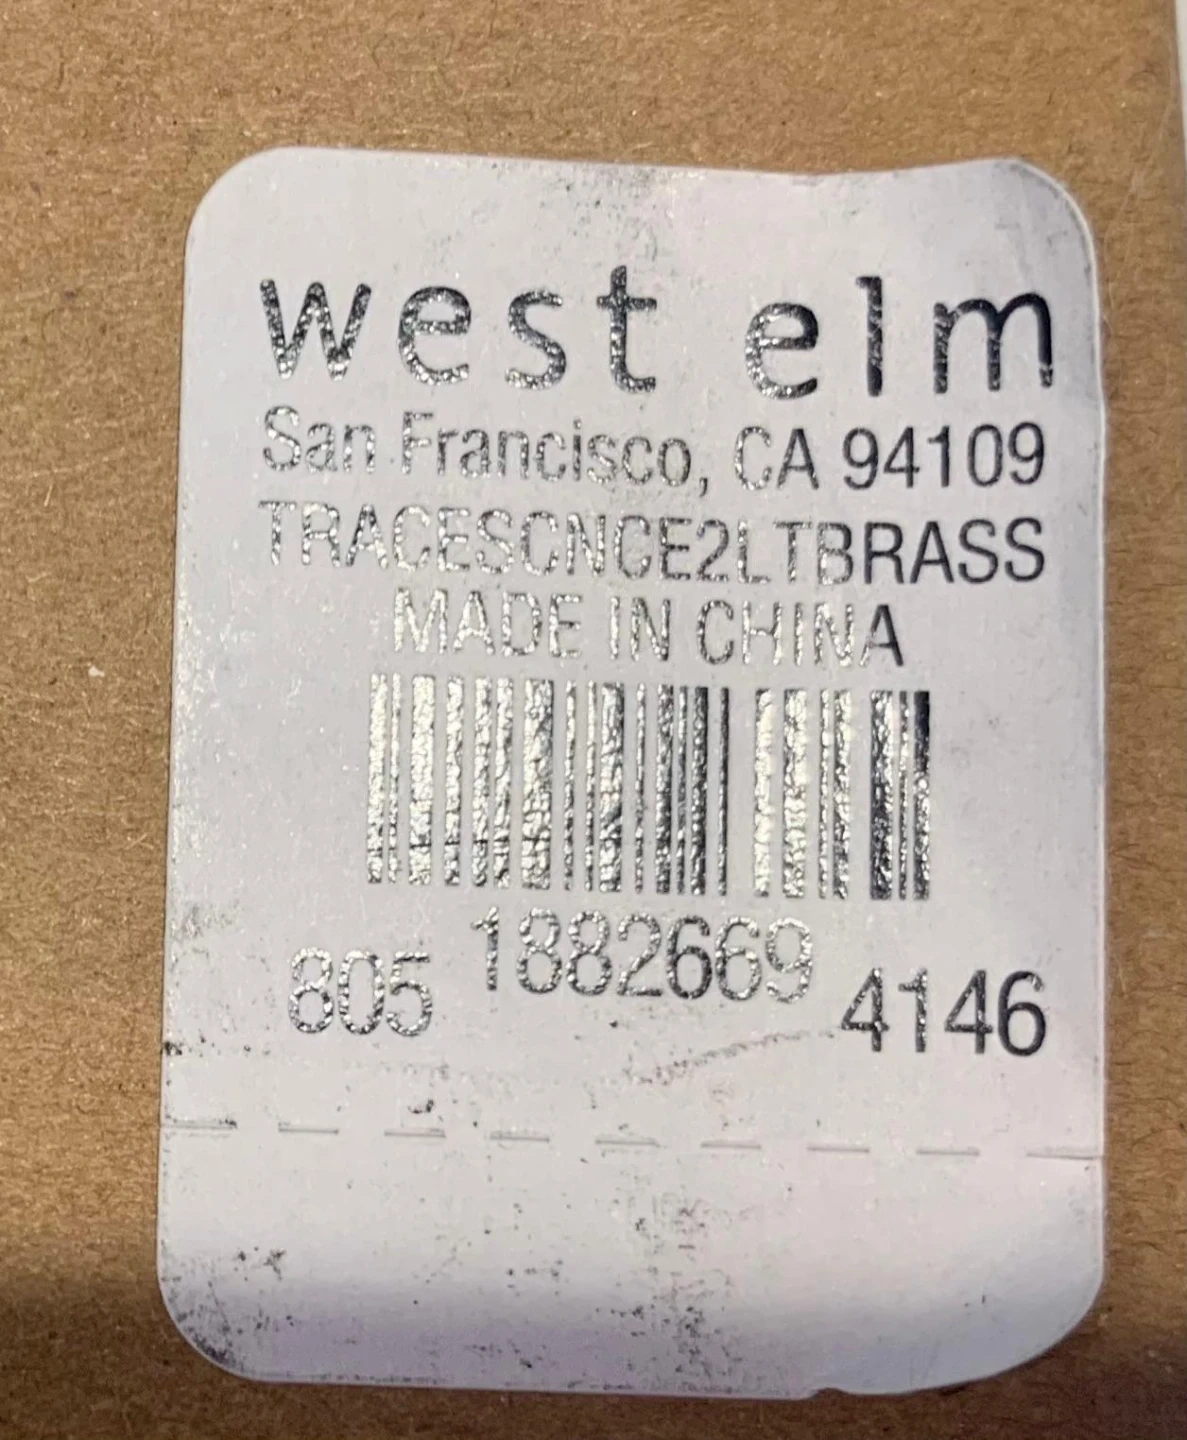 west elm
San Francisco, CA 94109
TRACESCNCE2LTBRASS
MADE IN CHINA
1882669
805 4146